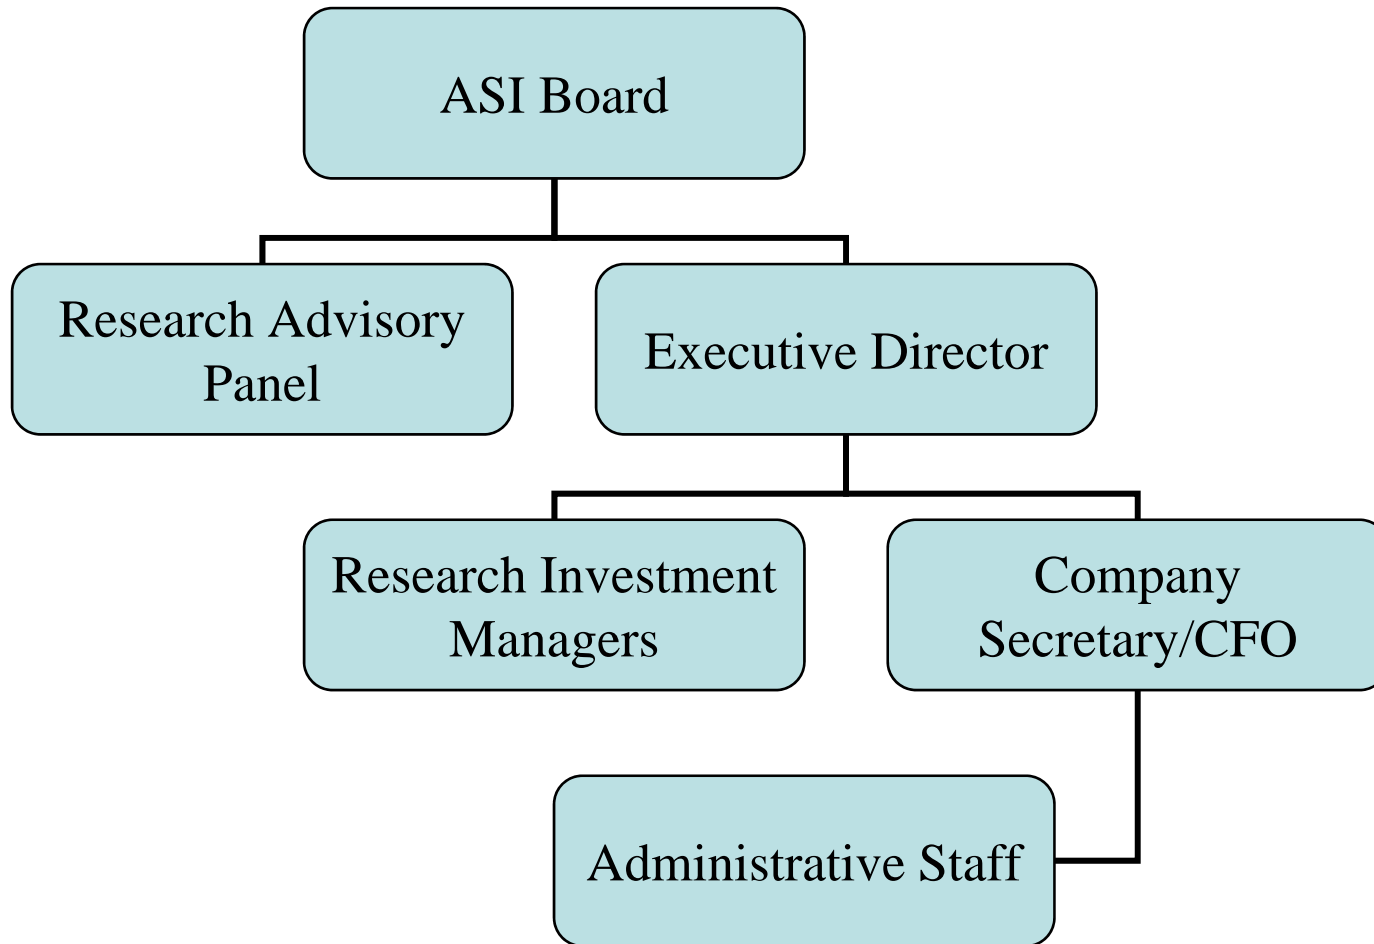 ASI Board
Research Advisory
Panel
Executive Director
Research Investment
Managers
Company
Secretary/CFO
Administrative Staff